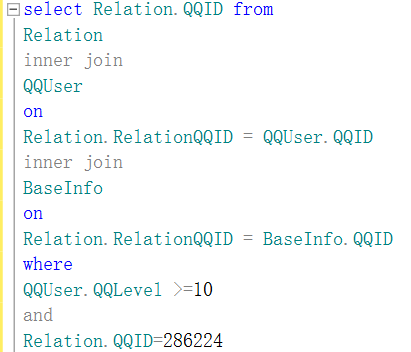 select Relation.QQID from
Relation
inner join
QQUser
on
Relation.RelationQQID = QQUser.QQID
inner join
BaseInfo
on
Relation.RelationQQID = BaseInfo.QQID
where
QQUser.QQLevel >=10
and
Relation.QQID=286224